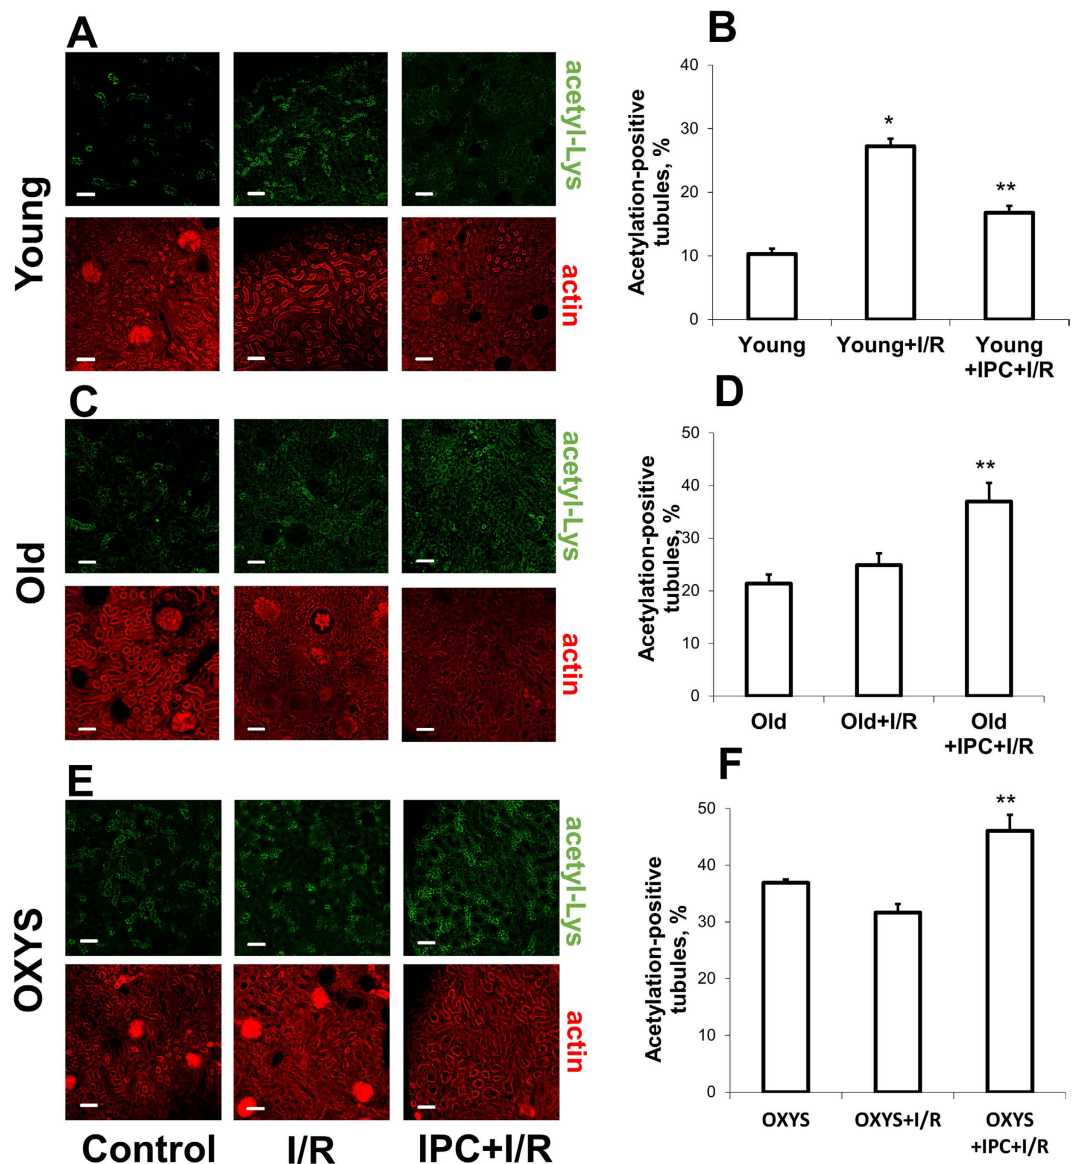 A
acetyl-Lys
Young
actin
B
Acetylation-positive
tubules, %
40
30
20
10
0
*
**
Young
Young+I/R
Young
+IPC+I/R
C
acetyl-Lys
Old
actin
D
Acetylation-positive
tubules, %
50
40
30
20
10
0
**
Old
Old+I/R
Old
+IPC+I/R
E
acetyl-Lys
OXYS
actin
Control
I/R
IPC+I/R
F
Acetylation-positive
tubules, %
50
40
30
20
10
0
**
OXYS
OXYS+I/R
OXYS
+IPC+I/R